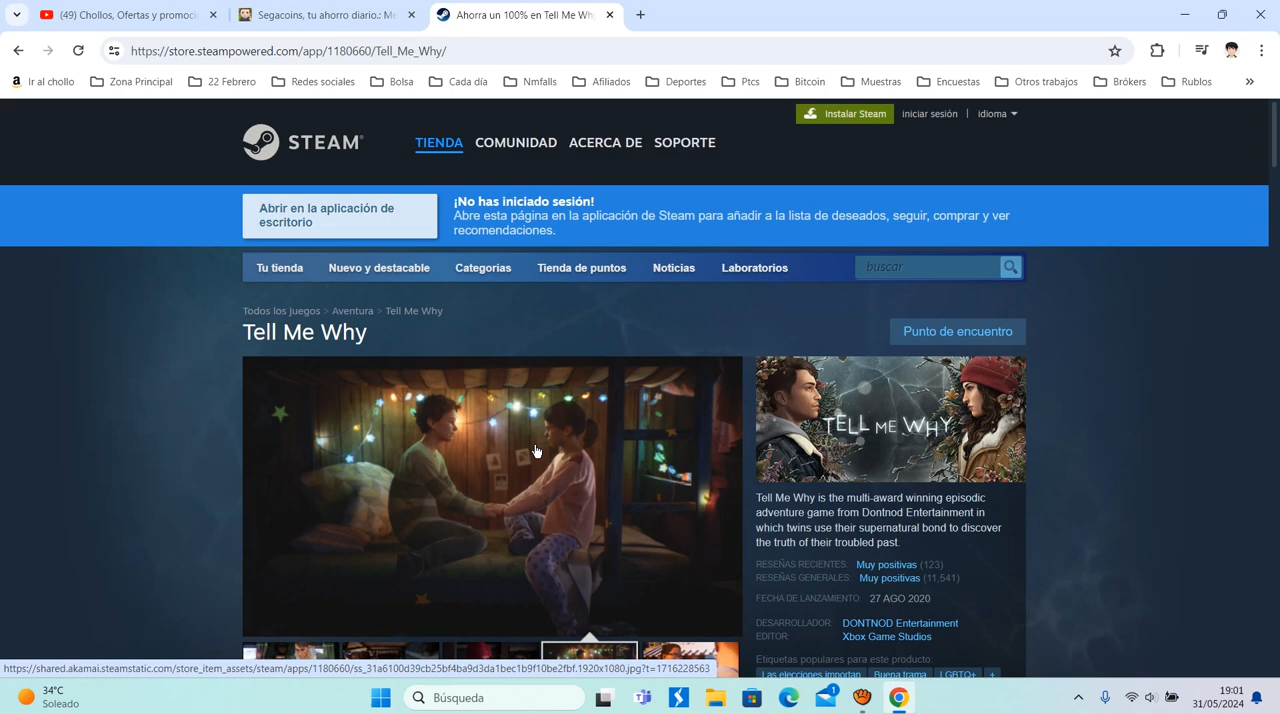 (49) Chollos, Ofertas y promoci
Segacoins, tu ahorro diario.: Me
Ahorra un 100% en Tell Me Why
https://store.steampowered.com/app/1180660/Tell_Me_Why/
Ir al chollo
Zona Principal
22 Febrero
Redes sociales
Bolsa
Cada día
Nmfalls
Afiliados
Deportes
Ptcs
Bitcoin
Muestras
Encuestas
Otros trabajos
Brókers
Rublos
Instalar Steam
iniciar sesión | idioma
STEAM
TIENDA COMUNIDAD ACERCA DE SOPORTE
Abrir en la aplicación de
escritorio
¡No has iniciado sesión!
Abre esta página en la aplicación de Steam para añadir a la lista de deseados, seguir, comprar y ver
recomendaciones.
Tu tienda Nuevo y destacable Categorías Tienda de puntos Noticias Laboratorios buscar
Todos los juegos > Aventura > Tell Me Why
Tell Me Why
Punto de encuentro
TELL ME WHY
Tell Me Why is the multi-award winning episodic
adventure game from Dontnod Entertainment in
which twins use their supernatural bond to discover
the truth of their troubled past.
RESEÑAS RECIENTES: Muy positivas (123)
RESEÑAS GENERALES: Muy positivas (11,541)
FECHA DE LANZAMIENTO: 27 AGO 2020
DESARROLLADOR: DONTNOD Entertainment
EDITOR: Xbox Game Studios
Etiquetas populares para este producto:
Las elecciones importan Buena trama LGBTQ+ +
https://shared.akamai.steamstatic.com/store_item_assets/steam/apps/1180660/ss_31a6100d39cb25bf4ba9d3da1bec1b9f10be2fbf.1920x1080.jpg?t=1716228563
34°C
Soleado
Búsqueda
1
19:01
31/05/2024